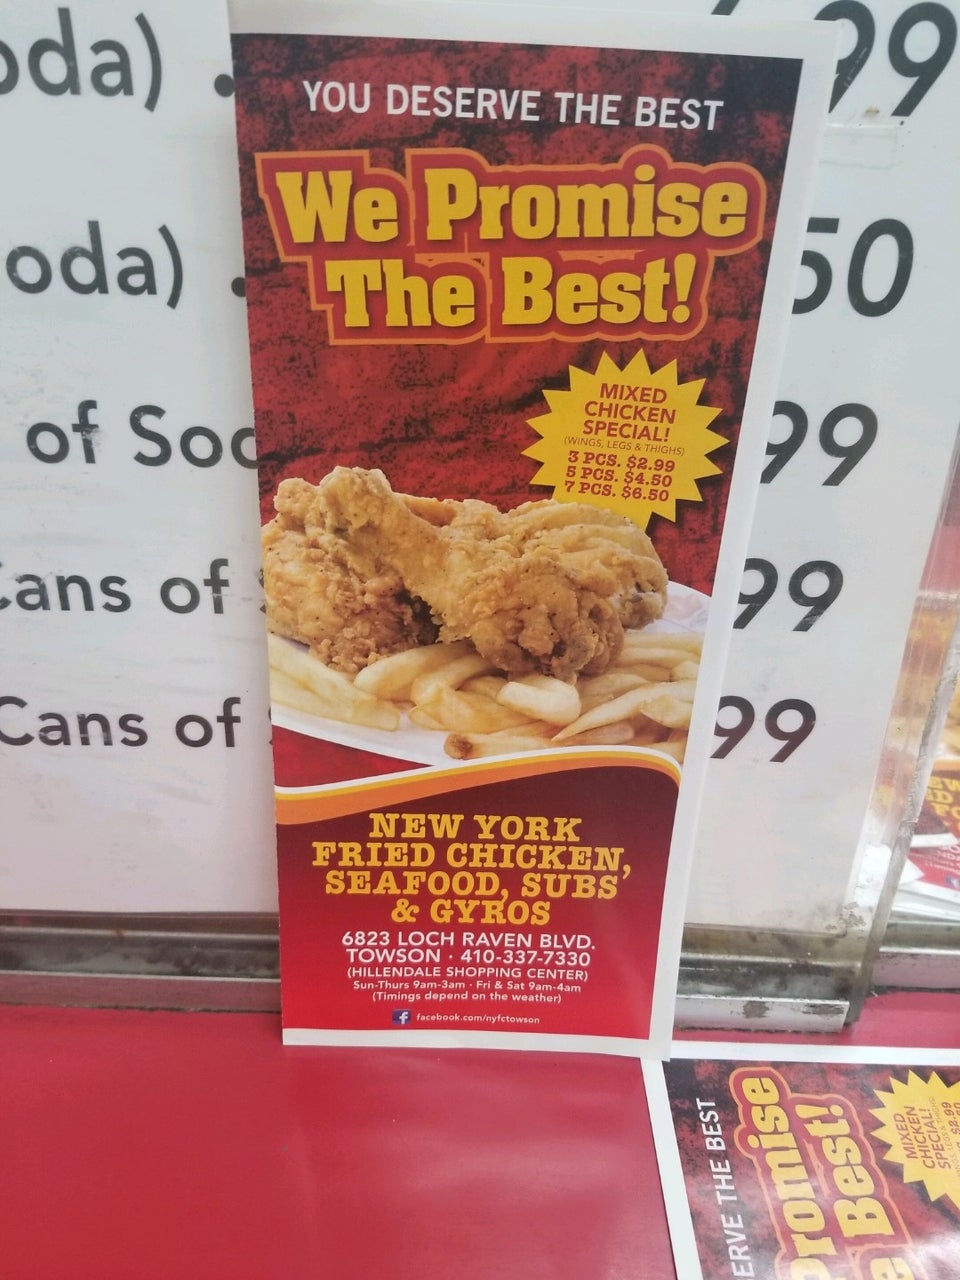 oda) .
99
oda) .
50
of Soc
99
Cans of
99
Cans of
99
YOU DESERVE THE BEST
We Promise
The Best!
MIXED
CHICKEN
SPECIAL!
(WINGS, LEGS & THIGHS)
3 PCS. $2.99
5 PCS. $4.50
7 PCS. $6.50
NEW YORK
FRIED CHICKEN,
SEAFOOD, SUBS
& GYROS
6823 LOCH RAVEN BLVD.
TOWSON · 410-337-7330
(HILLENDALE SHOPPING CENTER)
Sun-Thurs 9am-3am · Fri & Sat 9am-4am
(Timings depend on the weather)
f facebook.com/nyfctowson
ERVE THE BEST
romise
Best!
MIXED
CHICKEN
SPECIAL!